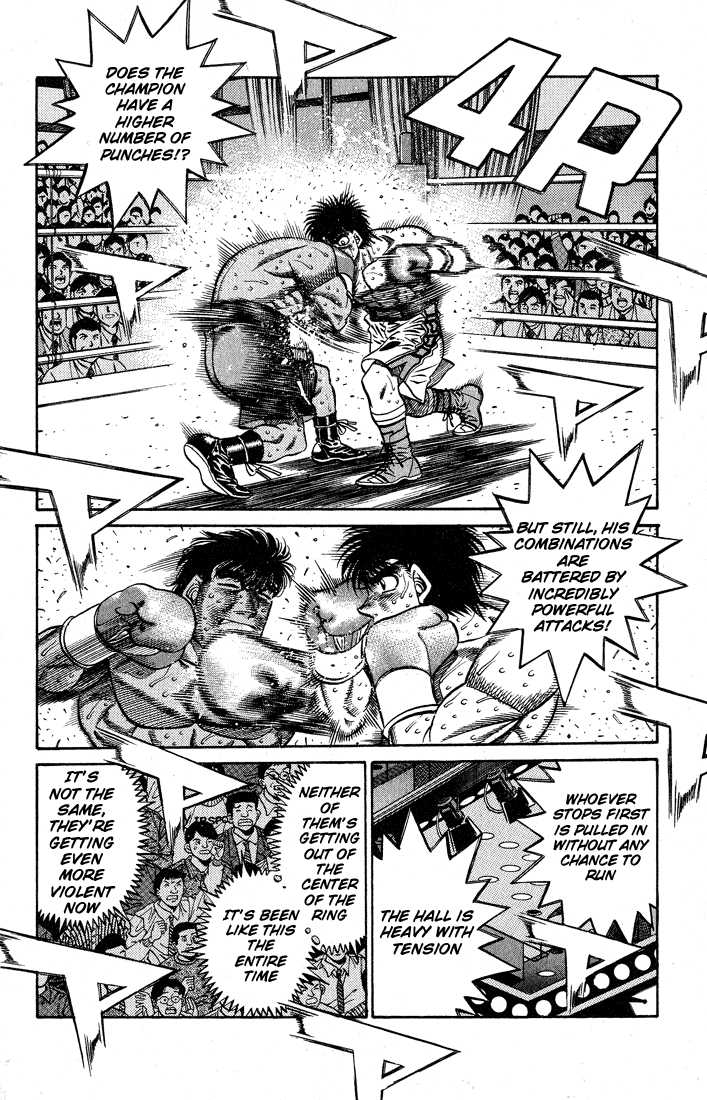 DOES THE
CHAMPION
HAVE A
HIGHER
NUMBER OF
PUNCHES!?
4R
BUT STILL, HIS
COMBINATIONS
ARE
BATTERED BY
INCREDIBLY
POWERFUL
ATTACKS!
IT'S
NOT THE
SAME,
THEY'RE
GETTING
EVEN
MORE
VIOLENT
NOW
NEITHER
OF
THEM'S
GETTING
OUT OF
THE
CENTER
OF THE
RING
IT'S BEEN
LIKE THIS
THE
ENTIRE
TIME
WHOEVER
STOPS FIRST
IS PULLED IN
WITHOUT ANY
CHANCE TO
RUN
THE HALL IS
HEAVY WITH
TENSION